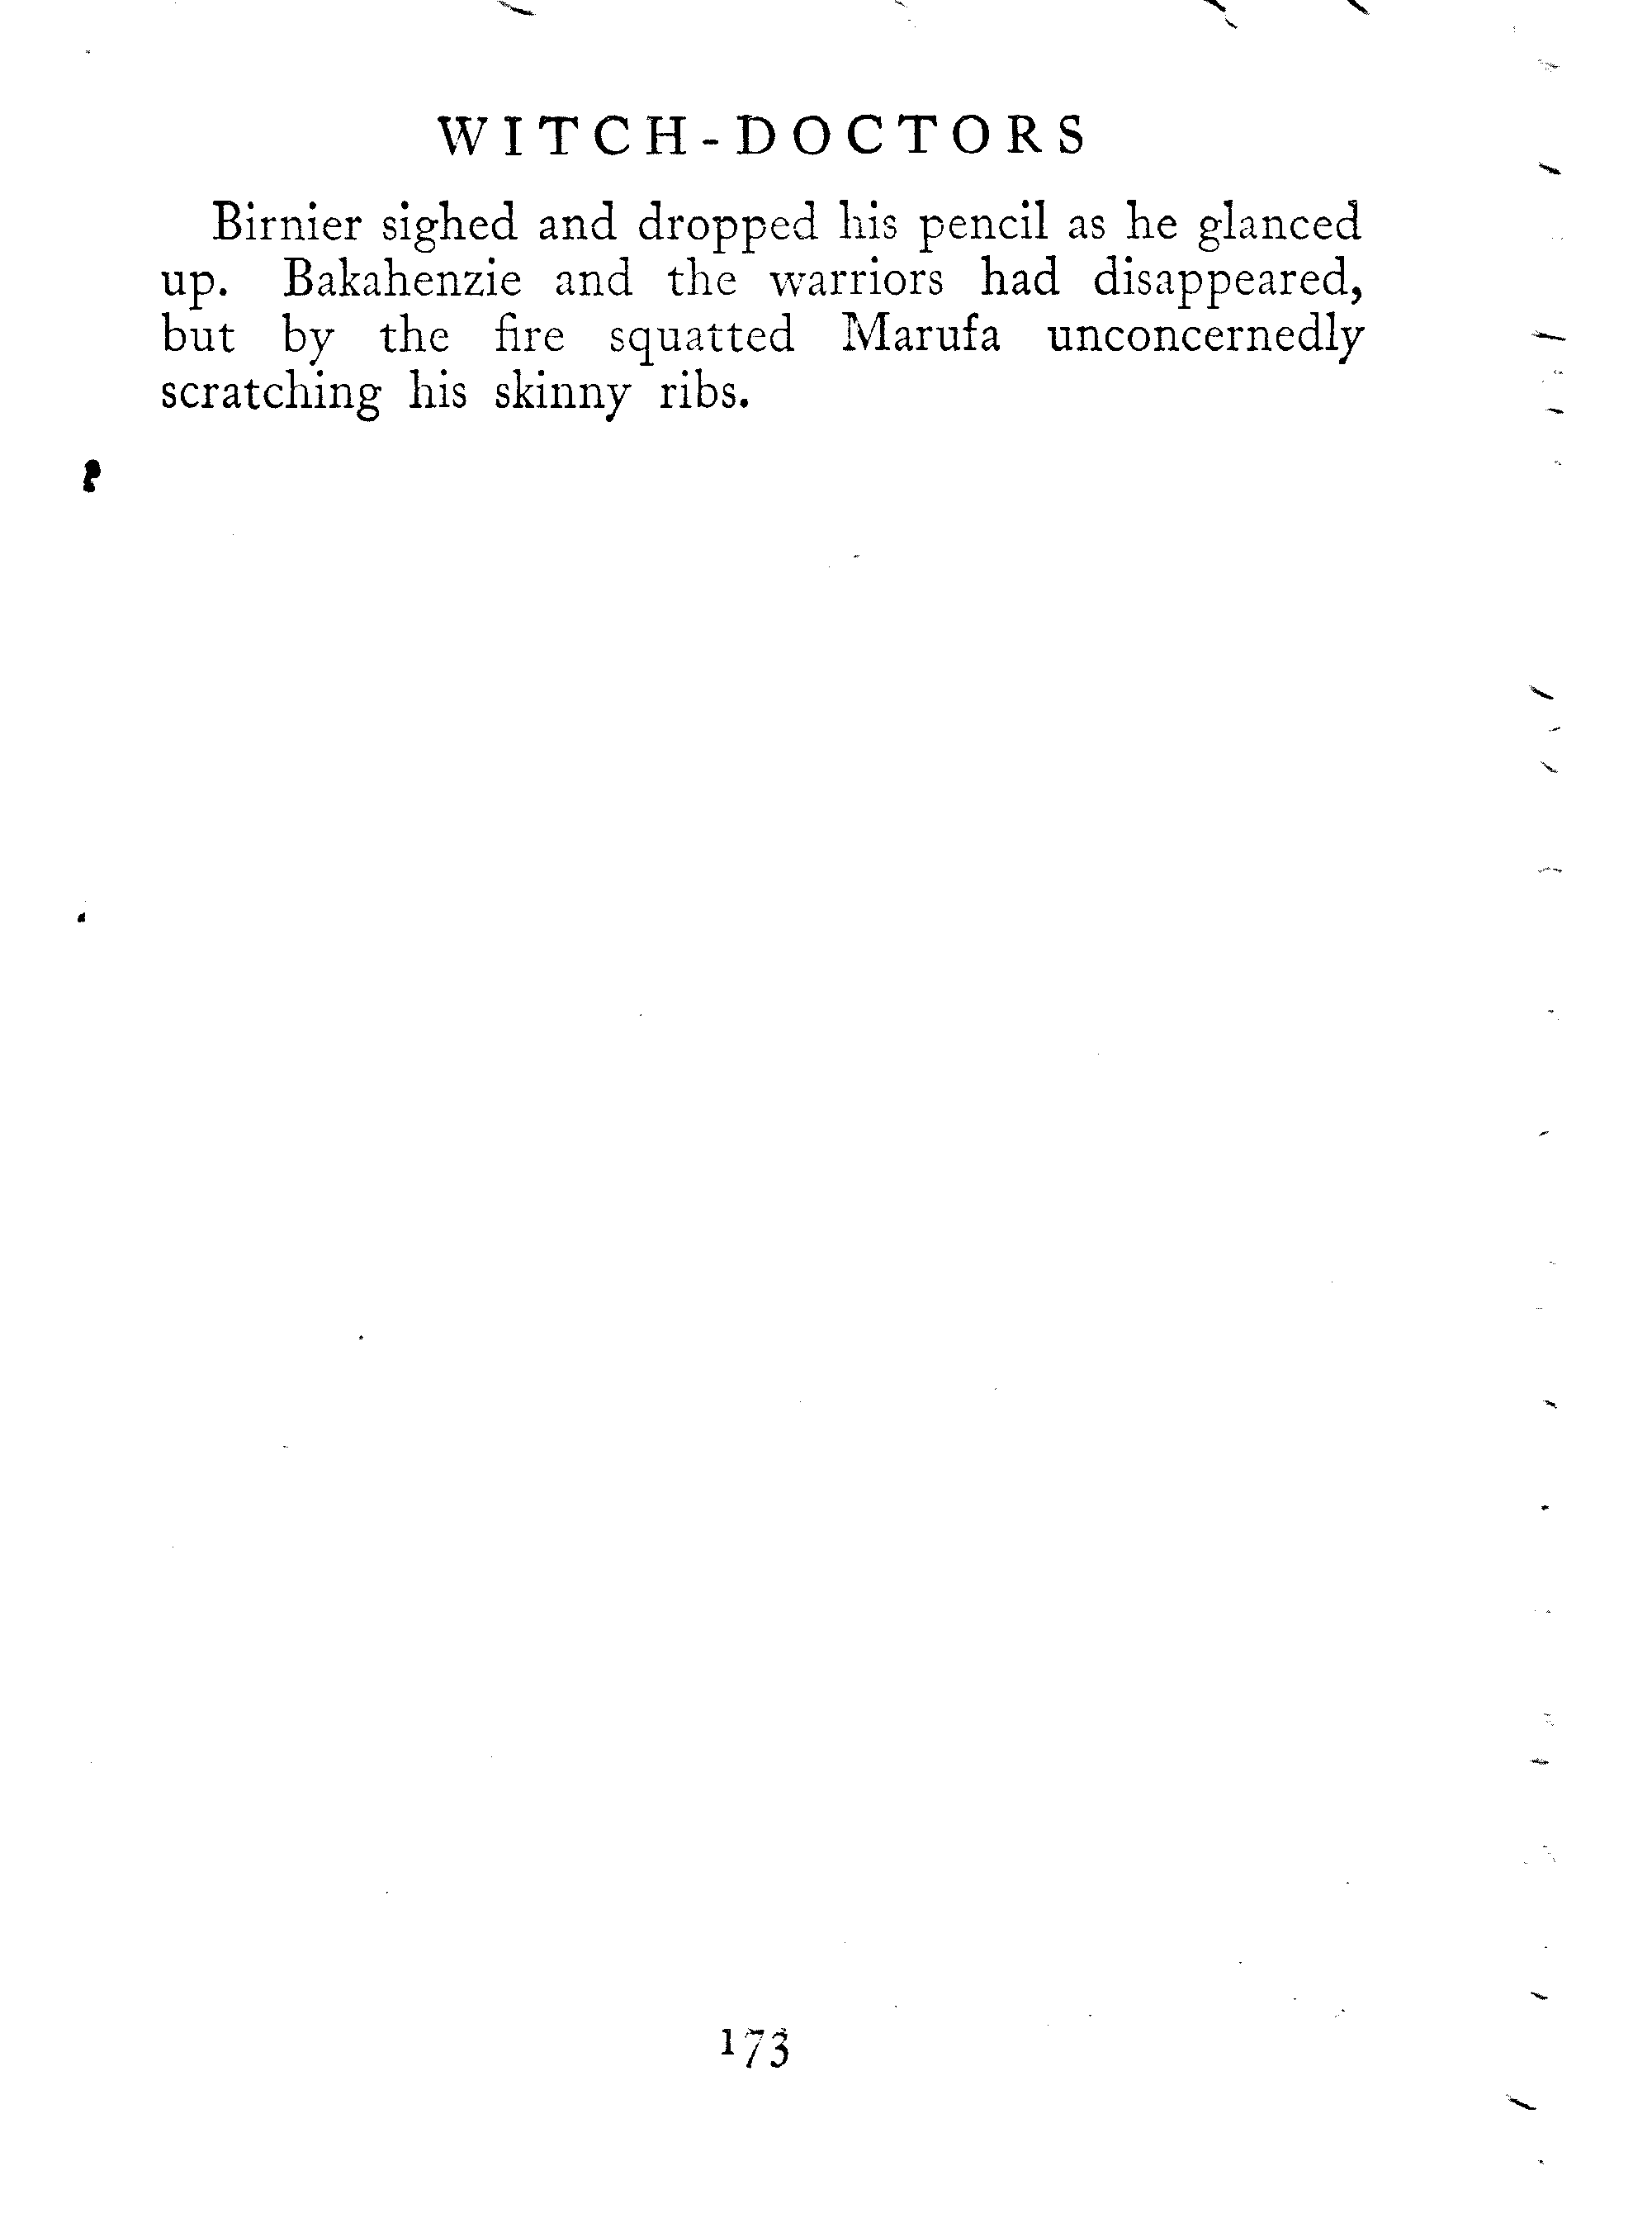 WITCH-DOCTORS
Birnier sighed and dropped his pencil as he glanced
up. Bakahenzie and the warriors had disappeared,
but by the fire squatted Marufa unconcernedly
scratching his skinny ribs.
173